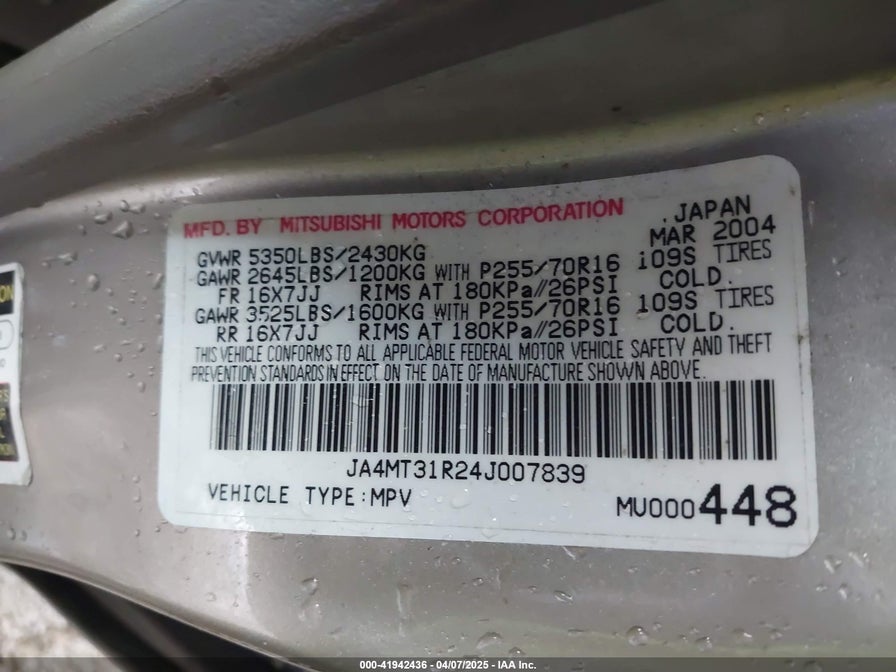 MFD. BY MITSUBISHI MOTORS CORPORATION .JAPAN
GVWR 5350LBS/2430KG MAR 2004
GAWR 2645LBS/1200KG WITH P255/70R16 109S TIRES
FR 16X7JJ RIMS AT 180KPa//26PSI COLD.
GAWR 3525LBS/1600KG WITH P255/70R16 109S TIRES
RR 16X7JJ RIMS AT 180KPa//26PSI COLD.
THIS VEHICLE CONFORMS TO ALL APPLICABLE FEDERAL MOTOR VEHICLE SAFETY AND THEFT
PREVENTION STANDARDS IN EFFECT ON THE DATE OF MANUFACTURE SHOWN ABOVE.
JA4MT31R24J007839
VEHICLE TYPE:MPV MU000448
000-41942436 - 04/07/2025 - IAA Inc.